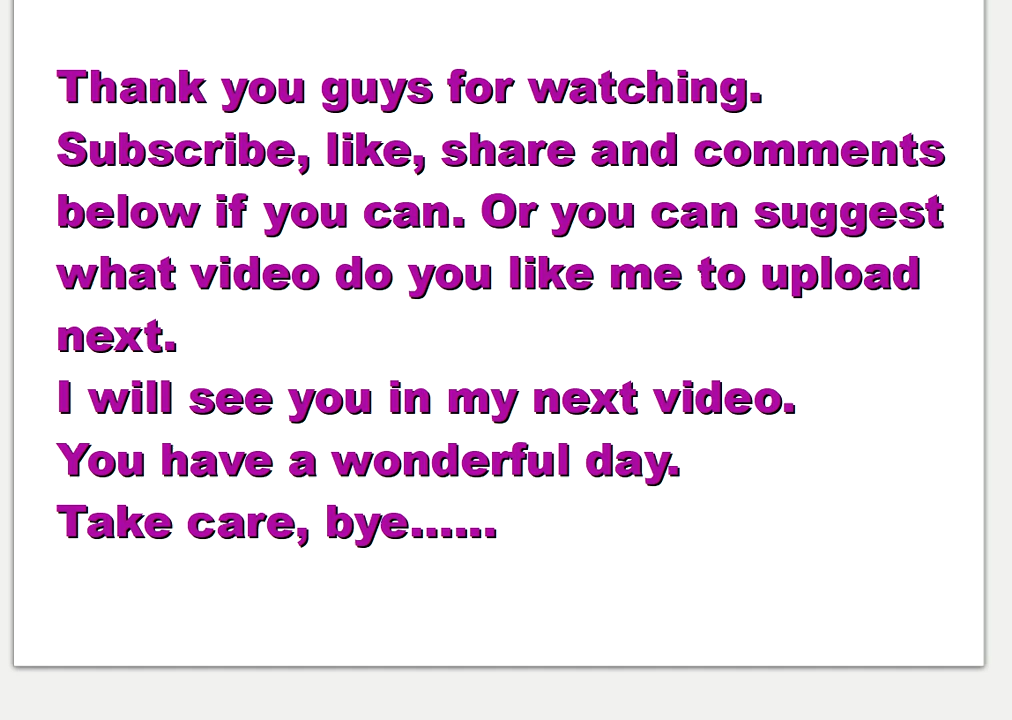 Thank you guys for watching.
Subscribe, like, share and comments
below if you can. Or you can suggest
what video do you like me to upload
next.
I will see you in my next video.
You have a wonderful day.
Take care, bye......